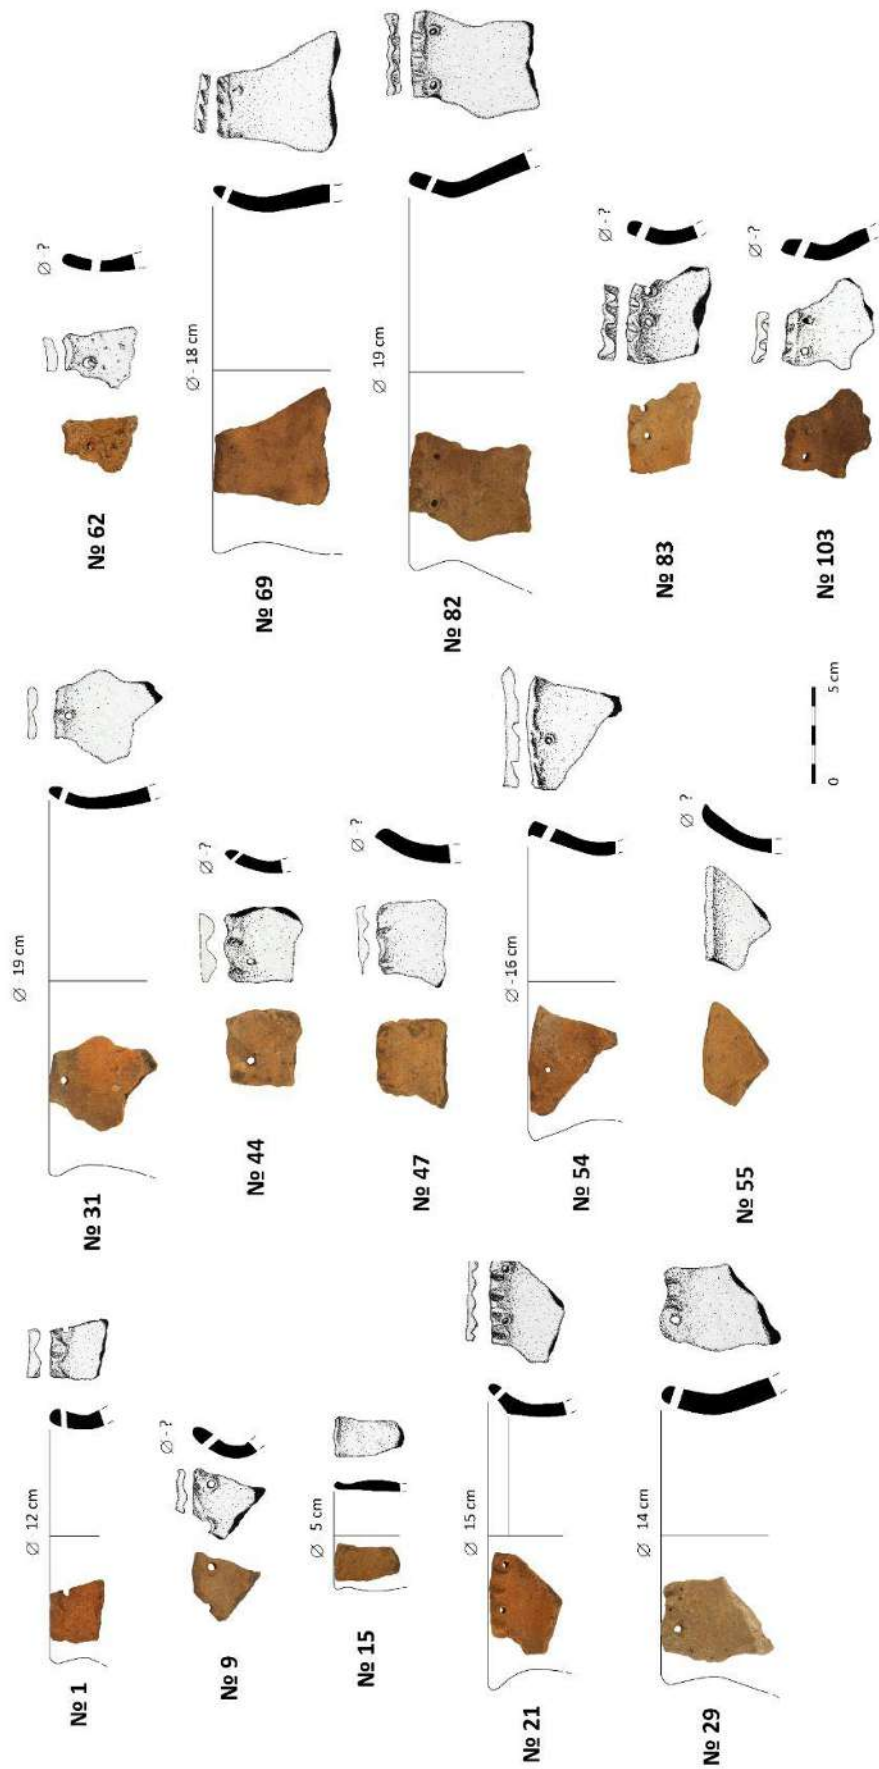 № 1
Ø 12 cm
№ 9
Ø - ?
№ 15
Ø 5 cm
№ 21
Ø 15 cm
№ 29
Ø 14 cm
№ 31
Ø 19 cm
№ 44
Ø - ?
№ 47
Ø - ?
№ 54
Ø - 16 cm
№ 55
Ø - ?
0 5 cm
№ 62
Ø - ?
№ 69
Ø - 18 cm
№ 82
Ø 19 cm
№ 83
Ø - ?
№ 103
Ø - ?